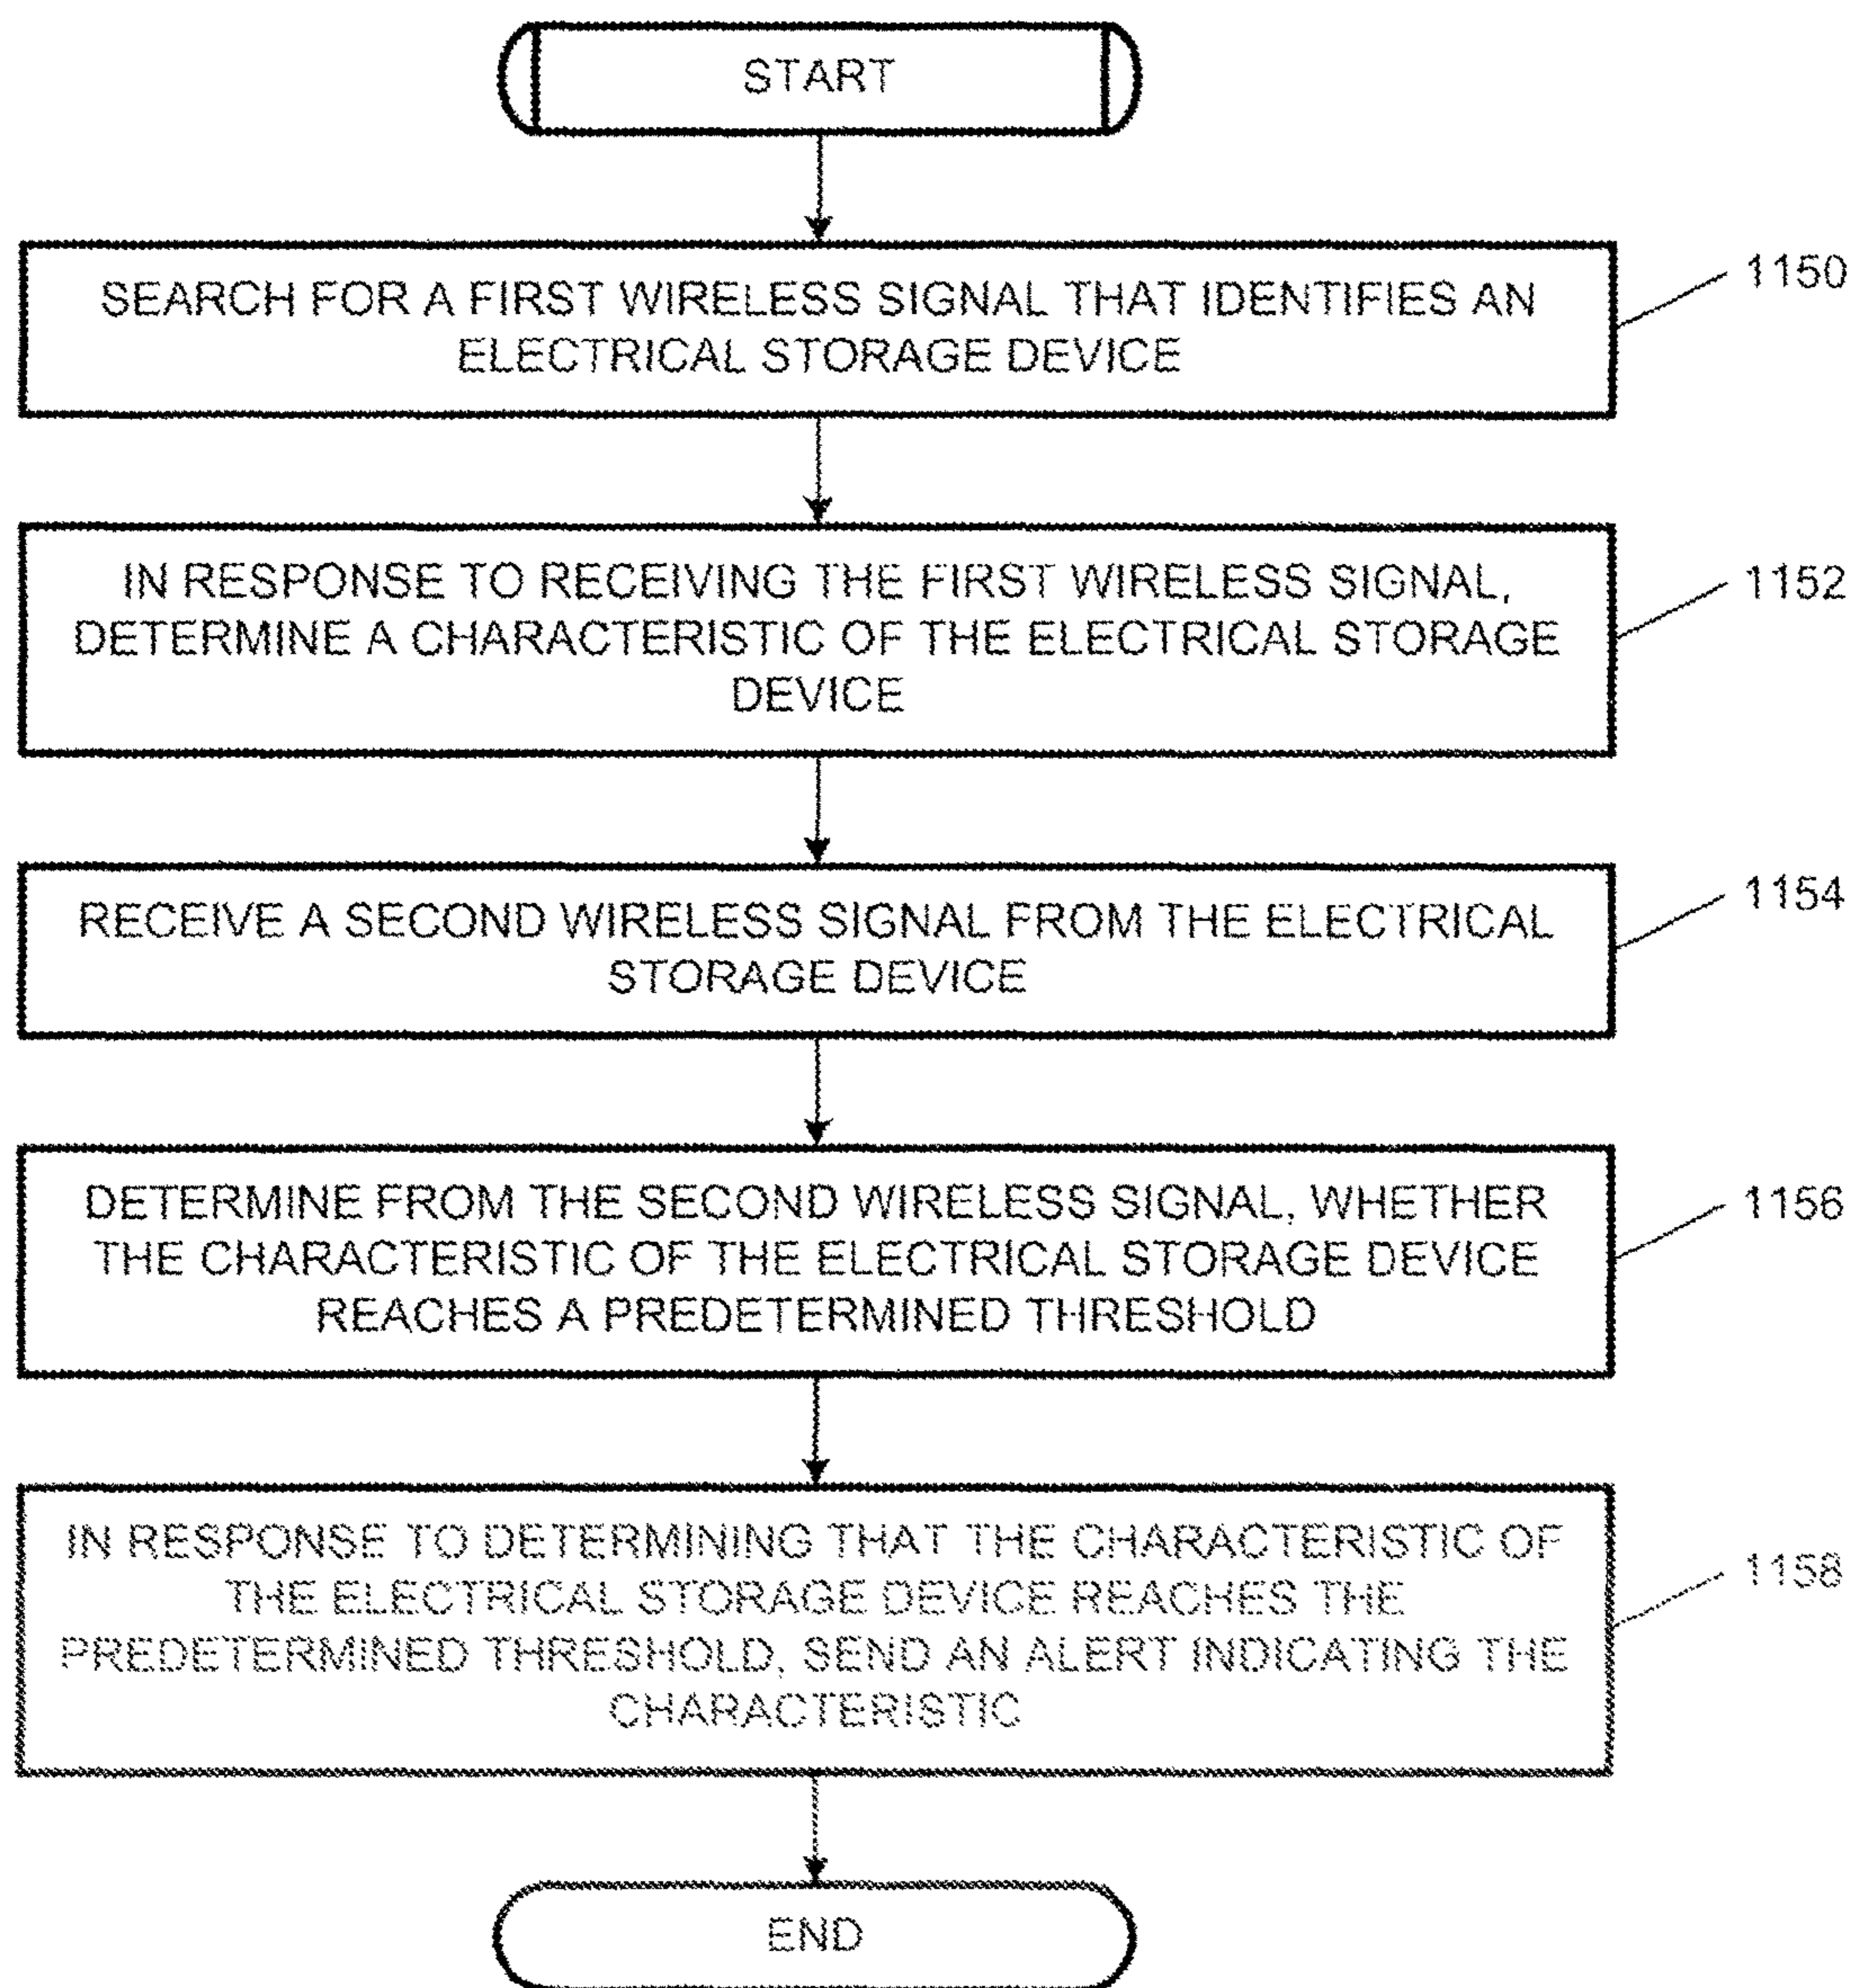 START
SEARCH FOR A FIRST WIRELESS SIGNAL THAT IDENTIFIES AN
ELECTRICAL STORAGE DEVICE
1150
IN RESPONSE TO RECEIVING THE FIRST WIRELESS SIGNAL,
DETERMINE A CHARACTERISTIC OF THE ELECTRICAL STORAGE
DEVICE
1152
RECEIVE A SECOND WIRELESS SIGNAL FROM THE ELECTRICAL
STORAGE DEVICE
1154
DETERMINE FROM THE SECOND WIRELESS SIGNAL, WHETHER
THE CHARACTERISTIC OF THE ELECTRICAL STORAGE DEVICE
REACHES A PREDETERMINED THRESHOLD
1156
IN RESPONSE TO DETERMINING THAT THE CHARACTERISTIC OF
THE ELECTRICAL STORAGE DEVICE REACHES THE
PREDETERMINED THRESHOLD, SEND AN ALERT INDICATING THE
CHARACTERISTIC
1158
END